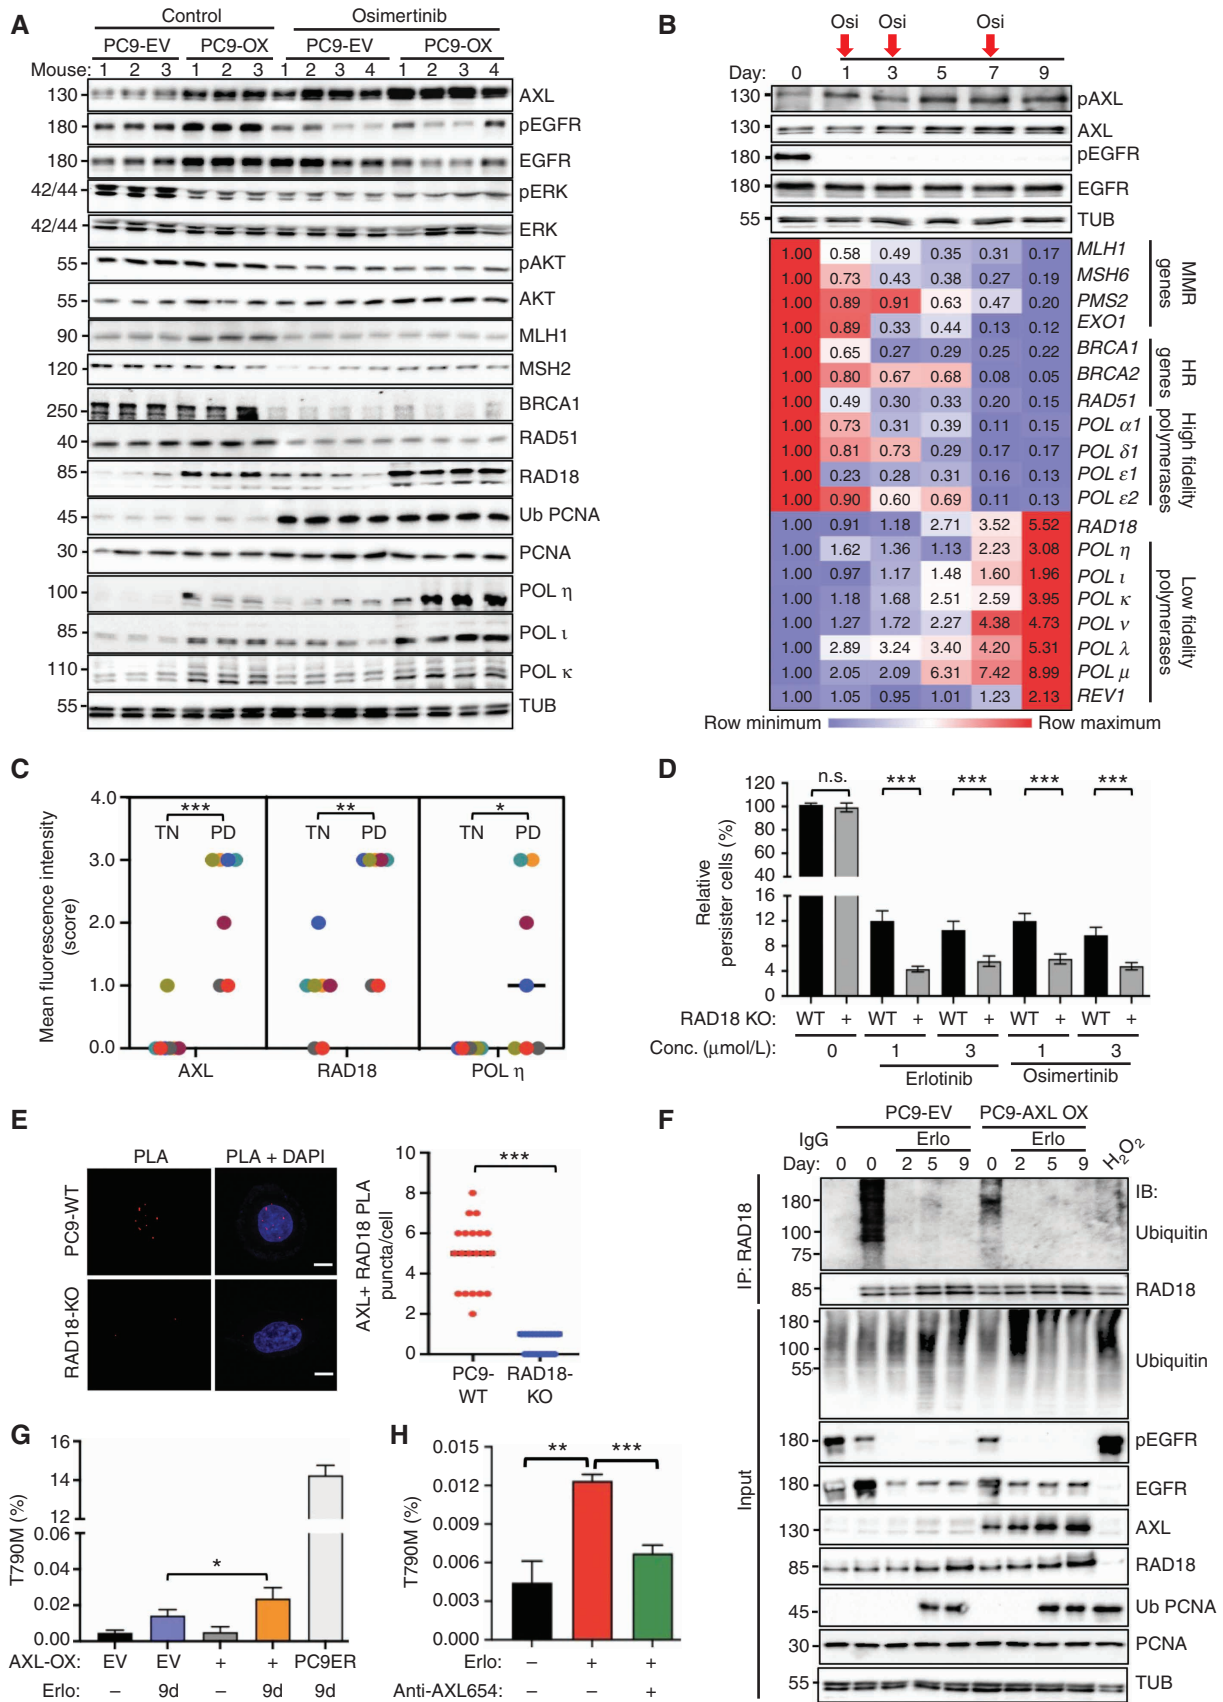 A
Control Osimertinib
PC9-EV PC9-OX PC9-EV PC9-OX
Mouse: 1 2 3 1 2 3 1 2 3 4 1 2 3 4
130 AXL
180 pEGFR
180 EGFR
42/44 pERK
42/44 ERK
55 pAKT
55 AKT
90 MLH1
120 MSH2
250 BRCA1
40 RAD51
85 RAD18
45 Ub PCNA
30 PCNA
100 POL η
85 POL ι
110 POL κ
55 TUB
B
Osi Osi Osi
Day: 0 1 3 5 7 9
130 pAXL
130 AXL
180 pEGFR
180 EGFR
55 TUB
1.00 0.58 0.49 0.35 0.31 0.17 MLH1
1.00 0.73 0.43 0.38 0.27 0.19 MSH6
1.00 0.89 0.91 0.63 0.47 0.20 PMS2
1.00 0.89 0.33 0.44 0.13 0.12 EXO1
1.00 0.65 0.27 0.29 0.25 0.22 BRCA1
1.00 0.80 0.67 0.68 0.08 0.05 BRCA2
1.00 0.49 0.30 0.33 0.20 0.15 RAD51
1.00 0.73 0.31 0.39 0.11 0.15 POL α1
1.00 0.81 0.73 0.29 0.17 0.17 POL δ1
1.00 0.23 0.28 0.31 0.16 0.13 POL ε1
1.00 0.90 0.60 0.69 0.11 0.13 POL ε2
1.00 0.91 1.18 2.71 3.52 5.52 RAD18
1.00 1.62 1.36 1.13 2.23 3.08 POL η
1.00 0.97 1.17 1.48 1.60 1.96 POL ι
1.00 1.18 1.68 2.51 2.59 3.95 POL κ
1.00 1.27 1.72 2.27 4.38 4.73 POL ν
1.00 2.89 3.24 3.40 4.20 5.31 POL λ
1.00 2.05 2.09 6.31 7.42 8.99 POL μ
1.00 1.05 0.95 1.01 1.23 2.13 REV1
MMR genes
HR genes
High fidelity polymerases
Low fidelity polymerases
Row minimum Row maximum
C
Mean fluorescence intensity (score)
4.0
3.0
2.0
1.0
0.0
*** ** *
TN PD TN PD TN PD
AXL RAD18 POL η
D
Relative persister cells (%)
120
100
80
60
40
16
12
8
4
0
n.s. *** *** *** ***
RAD18 KO: WT + WT + WT + WT + WT +
Conc. (μmol/L): 0 1 3 1 3
Erlotinib Osimertinib
E
PLA PLA + DAPI
PC9-WT
RAD18-KO
AXL+ RAD18 PLA puncta/cell
10
8
6
4
2
0
***
PC9-WT RAD18-KO
F
PC9-EV PC9-AXL OX
IgG Erlo Erlo
Day: 0 0 2 5 9 0 2 5 9 H2O2
IP: RAD18
IB:
180
100
75
Ubiquitin
85 RAD18
Input
180
100
55
Ubiquitin
180 pEGFR
180 EGFR
130 AXL
85 RAD18
45 Ub PCNA
30 PCNA
55 TUB
G
T790M (%)
16
14
12
10
0.06
0.04
0.02
0.00
*
AXL-OX: EV EV + + PC9ER
Erlo: – 9d – 9d 9d
H
T790M (%)
0.015
0.012
0.009
0.006
0.003
0.000
** ***
Erlo: – + +
Anti-AXL654: – – +